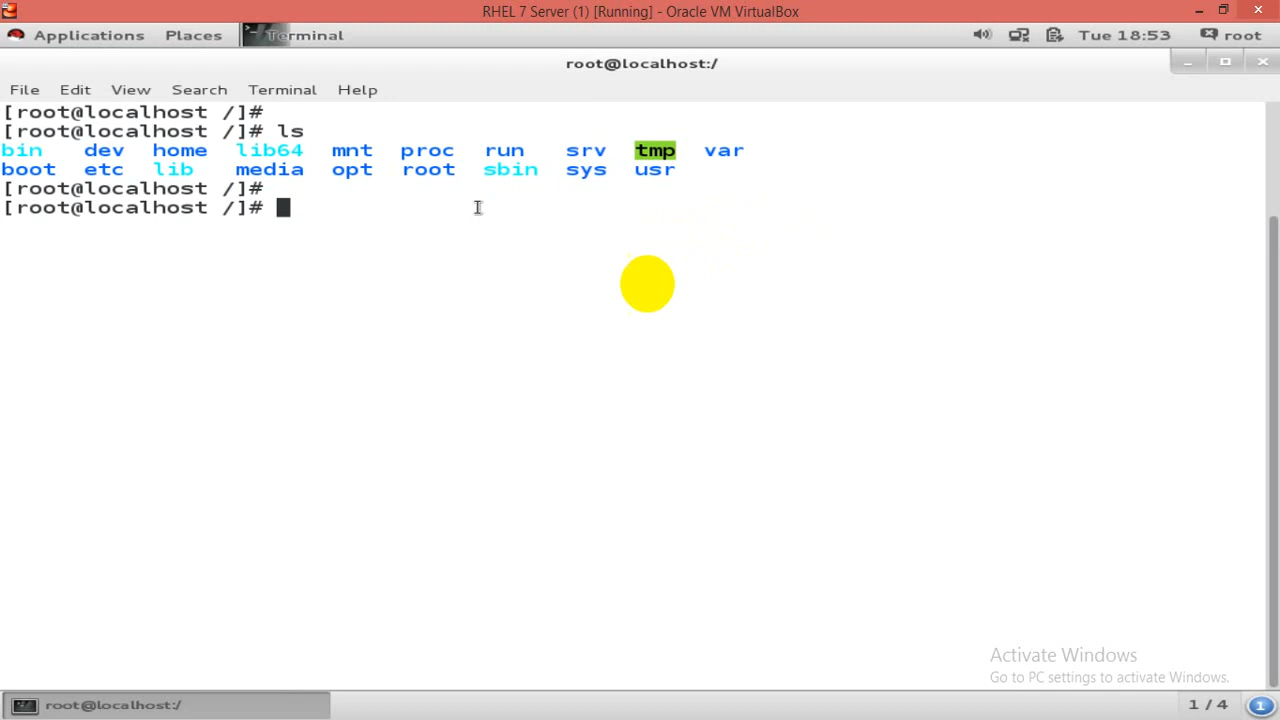 RHEL 7 Server (1) [Running] - Oracle VM VirtualBox
Applications Places Terminal Tue 18:53 root
root@localhost:/
File Edit View Search Terminal Help
[root@localhost /]#
[root@localhost /]# ls
bin dev home lib64 mnt proc run srv tmp var
boot etc lib media opt root sbin sys usr
[root@localhost /]#
[root@localhost /]#
Activate Windows
Go to PC settings to activate Windows.
root@localhost:/ 1 / 4 1